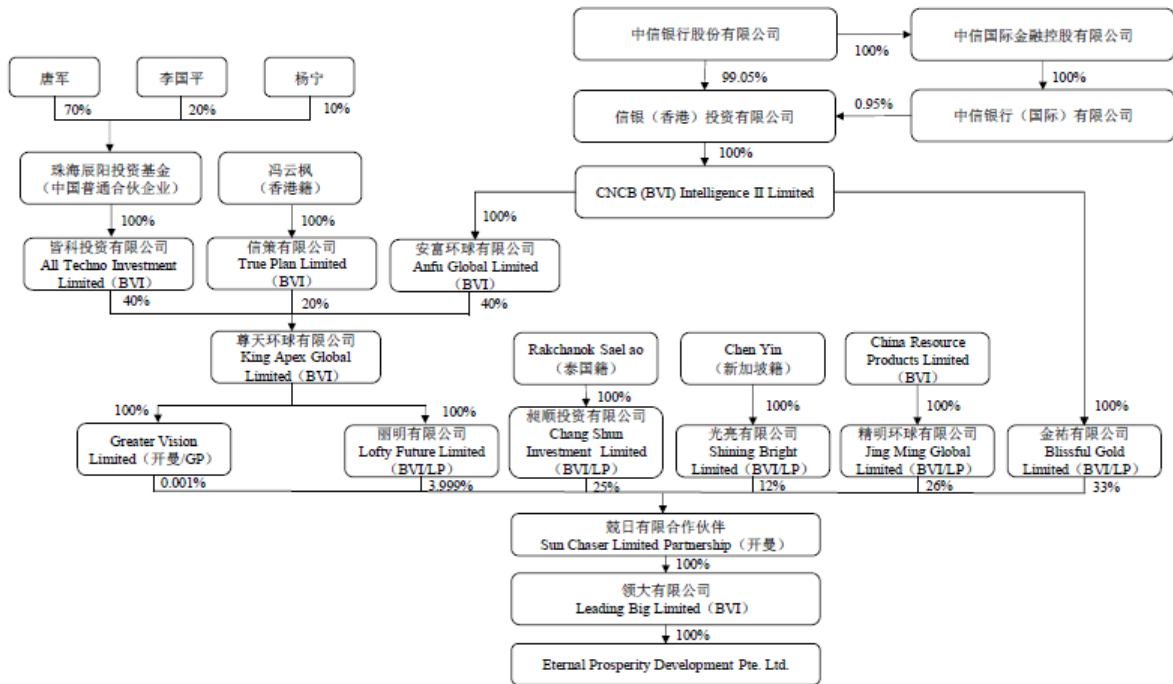 中信银行股份有限公司
100%
中信国际金融控股有限公司
唐军
李国平
杨宁
99.05%
100%
70%
20%
10%
信银（香港）投资有限公司
0.95%
中信银行（国际）有限公司
100%
珠海辰阳投资基金
（中国普通合伙企业）
冯云枫
（香港籍）
CNCB (BVI) Intelligence II Limited
100%
100%
100%
皆科投资有限公司
All Techno Investment
Limited（BVI）
信策有限公司
True Plan Limited
（BVI）
安富环球有限公司
Anfu Global Limited
（BVI）
40%
20%
40%
尊天环球有限公司
King Apex Global
Limited（BVI）
Rakchanok Sael ao
（泰国籍）
Chen Yin
（新加坡籍）
China Resource
Products Limited
（BVI）
100%
100%
100%
100%
100%
100%
Greater Vision
Limited（开曼/GP）
丽明有限公司
Lofty Future Limited
（BVI/LP）
昶顺投资有限公司
Chang Shun
Investment Limited
（BVI/LP）
光亮有限公司
Shining Bright
Limited（BVI/LP）
精明环球有限公司
Jing Ming Global
Limited（BVI/LP）
金祐有限公司
Blissful Gold
Limited（BVI/LP）
0.001%
3.999%
25%
12%
26%
33%
兢日有限合作伙伴
Sun Chaser Limited Partnership（开曼）
100%
领大有限公司
Leading Big Limited（BVI）
100%
Eternal Prosperity Development Pte. Ltd.